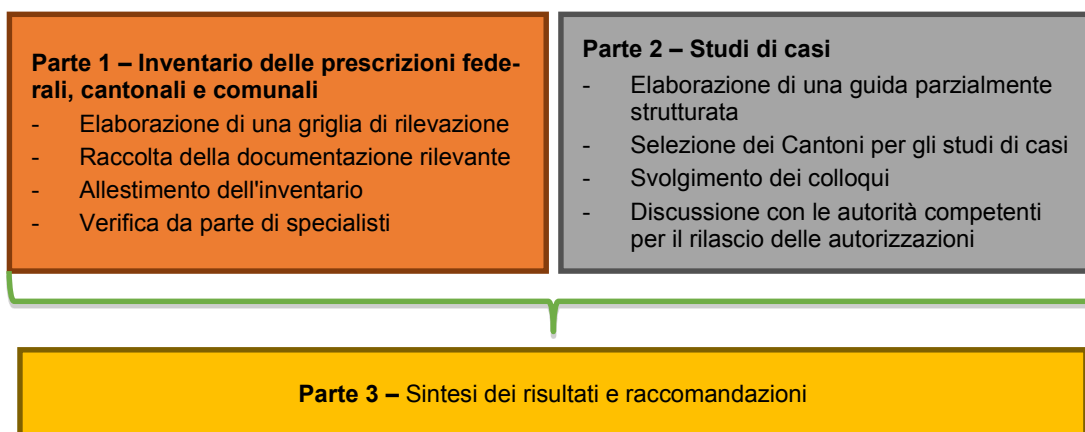 Parte 1 – Inventario delle prescrizioni fede-
rali, cantonali e comunali
- Elaborazione di una griglia di rilevazione
- Raccolta della documentazione rilevante
- Allestimento dell'inventario
- Verifica da parte di specialisti
Parte 2 – Studi di casi
- Elaborazione di una guida parzialmente
strutturata
- Selezione dei Cantoni per gli studi di casi
- Svolgimento dei colloqui
- Discussione con le autorità competenti
per il rilascio delle autorizzazioni
Parte 3 – Sintesi dei risultati e raccomandazioni